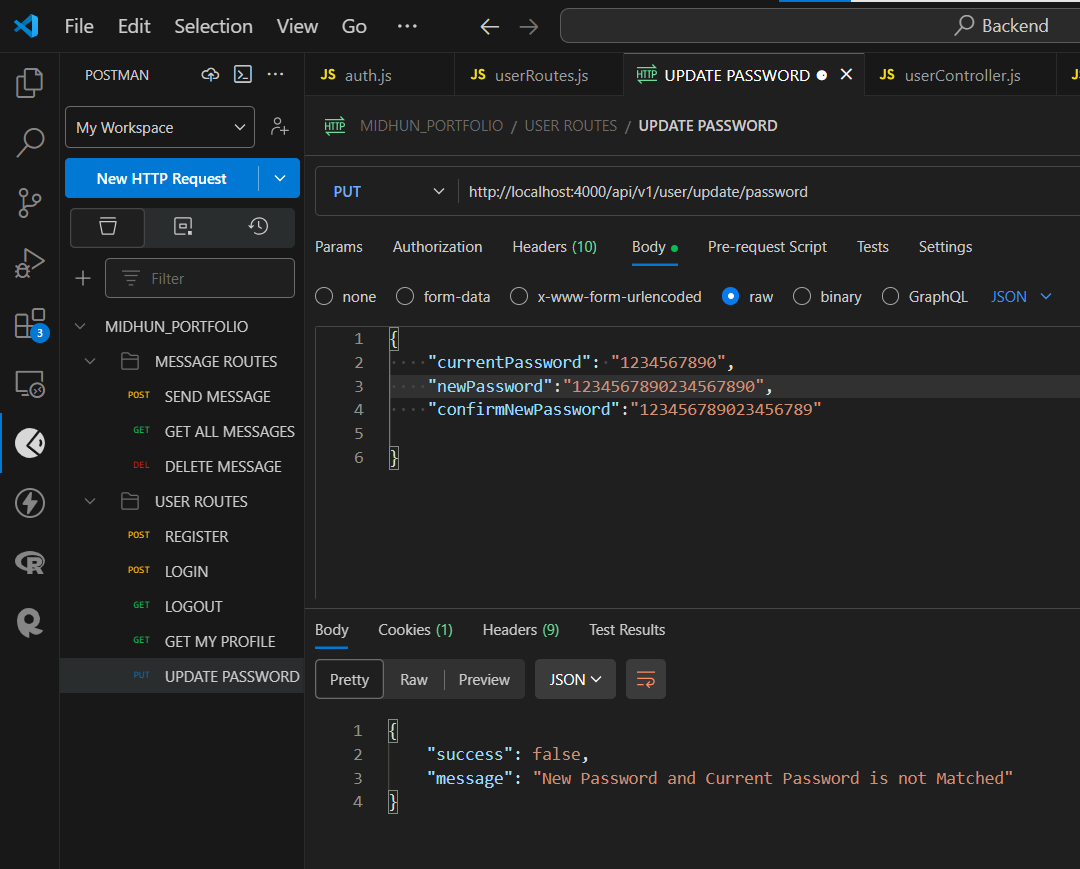 File Edit Selection View Go ··· Backend
POSTMAN ···
JS auth.js JS userRoutes.js HTTP UPDATE PASSWORD JS userController.js JS
My Workspace
HTTP MIDHUN_PORTFOLIO / USER ROUTES / UPDATE PASSWORD
New HTTP Request
PUT http://localhost:4000/api/v1/user/update/password
Params Authorization Headers (10) Body Pre-request Script Tests Settings
Filter
none form-data x-www-form-urlencoded raw binary GraphQL JSON
3
MIDHUN_PORTFOLIO
MESSAGE ROUTES
POST SEND MESSAGE
GET GET ALL MESSAGES
DEL DELETE MESSAGE
USER ROUTES
POST REGISTER
POST LOGIN
GET LOGOUT
GET GET MY PROFILE
PUT UPDATE PASSWORD
1 {
2 "currentPassword": "1234567890",
3 "newPassword":"1234567890234567890",
4 "confirmNewPassword":"123456789023456789"
5
6 }
Body Cookies (1) Headers (9) Test Results
Pretty Raw Preview JSON
1 {
2 "success": false,
3 "message": "New Password and Current Password is not Matched"
4 }